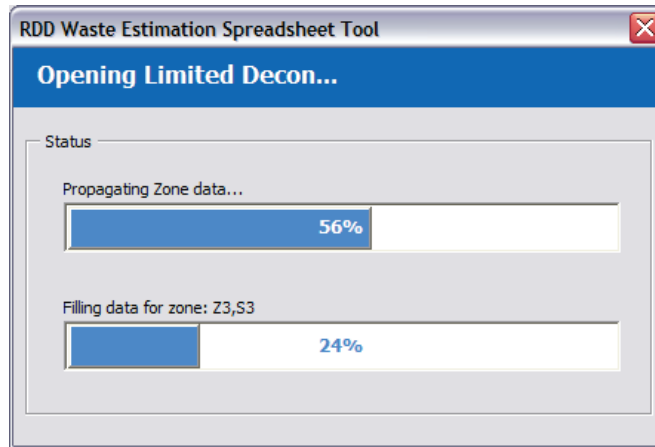 RDD Waste Estimation Spreadsheet Tool
Opening Limited Decon...
Status
Propagating Zone data...
56%
Filling data for zone: Z3,S3
24%